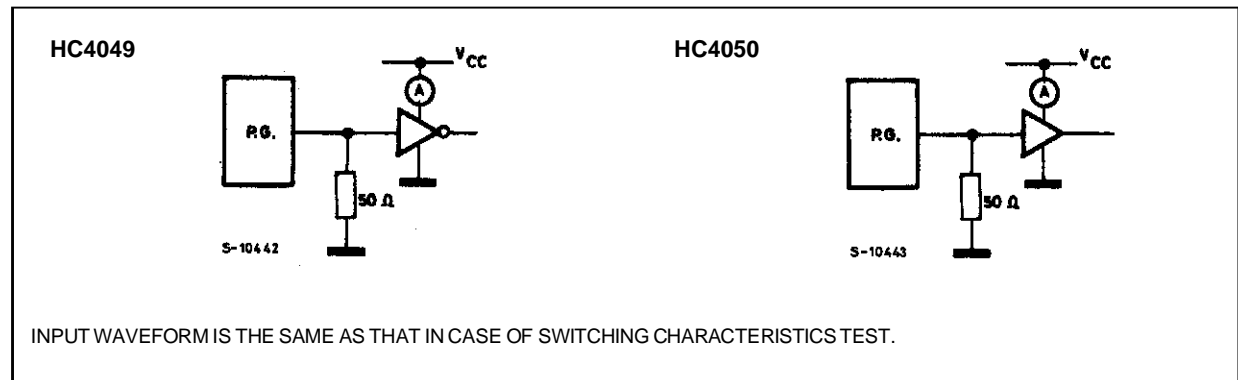 HC4049
HC4050
VCC
A
P.G.
50 Ω
S-10442
VCC
A
P.G.
50 Ω
S-10443
INPUT WAVEFORM IS THE SAME AS THAT IN CASE OF SWITCHING CHARACTERISTICS TEST.